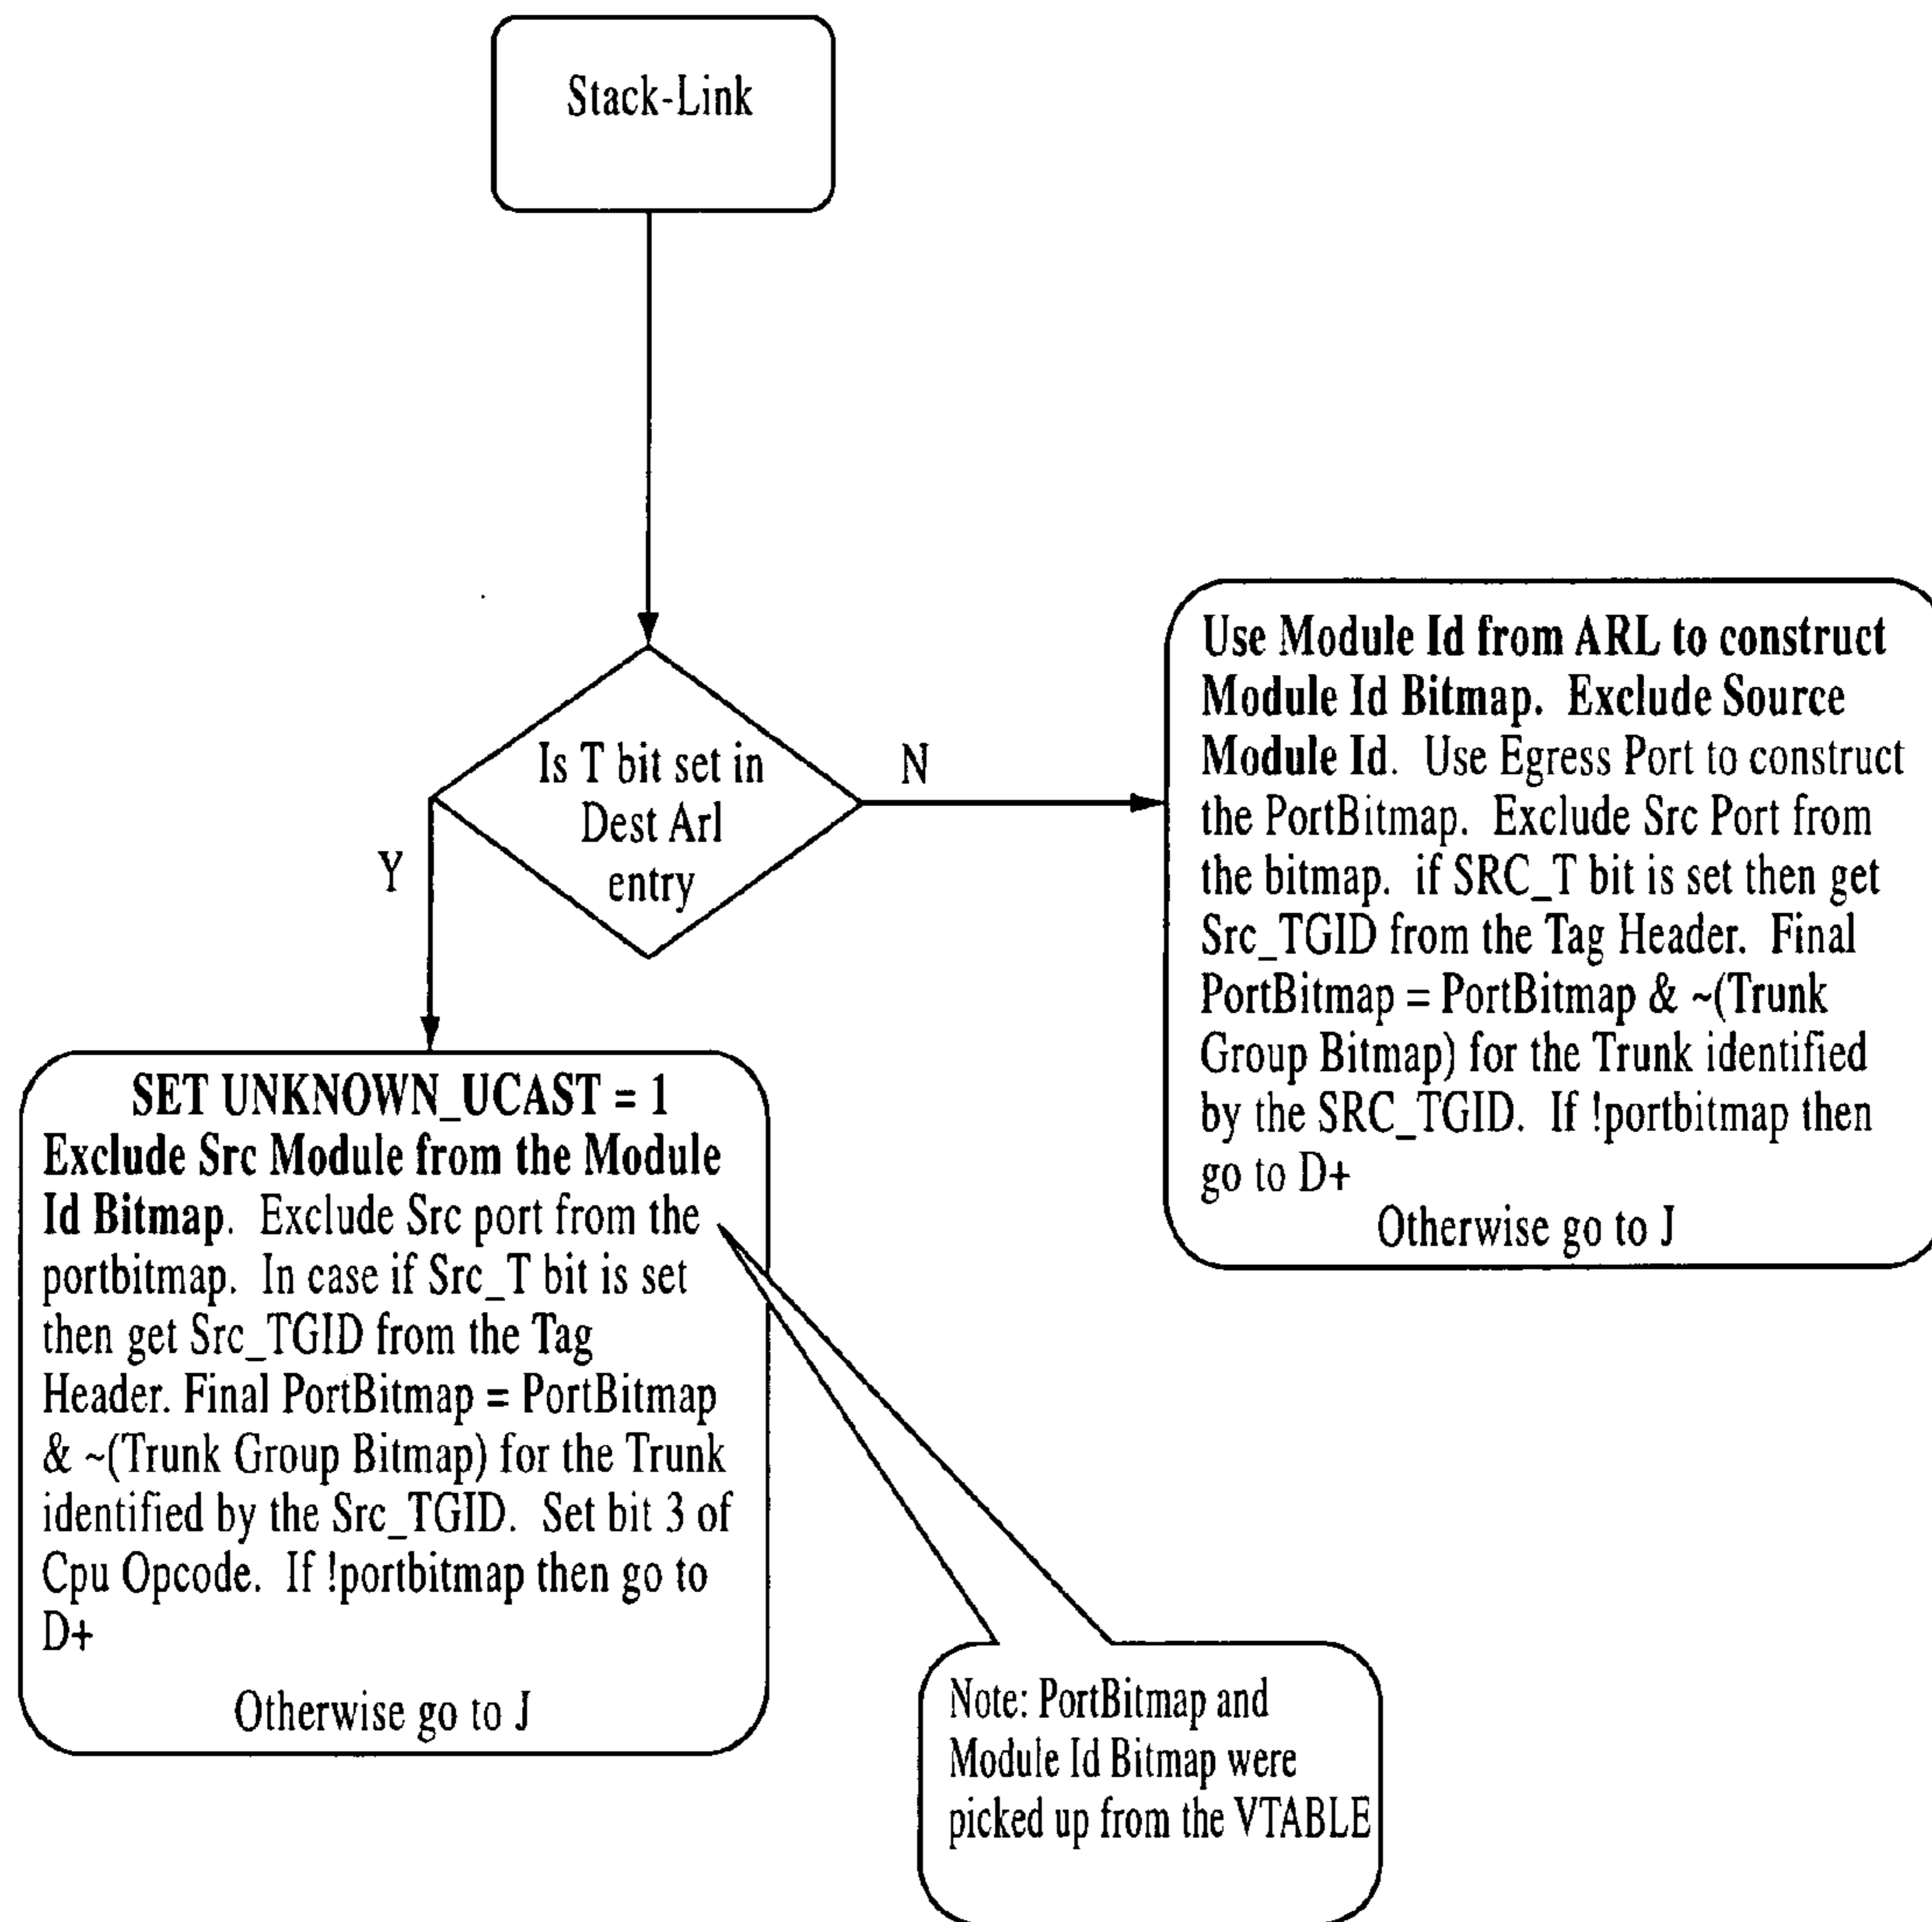 Stack-Link
Is T bit set in
Dest Arl
entry
N
Y
Use Module Id from ARL to construct
Module Id Bitmap. Exclude Source
Module Id. Use Egress Port to construct
the PortBitmap. Exclude Src Port from
the bitmap. if SRC_T bit is set then get
Src_TGID from the Tag Header. Final
PortBitmap = PortBitmap & ~(Trunk
Group Bitmap) for the Trunk identified
by the SRC_TGID. If !portbitmap then
go to D+
Otherwise go to J
SET UNKNOWN_UCAST = 1
Exclude Src Module from the Module
Id Bitmap. Exclude Src port from the
portbitmap. In case if Src_T bit is set
then get Src_TGID from the Tag
Header. Final PortBitmap = PortBitmap
& ~(Trunk Group Bitmap) for the Trunk
identified by the Src_TGID. Set bit 3 of
Cpu Opcode. If !portbitmap then go to
D+
Otherwise go to J
Note: PortBitmap and
Module Id Bitmap were
picked up from the VTABLE